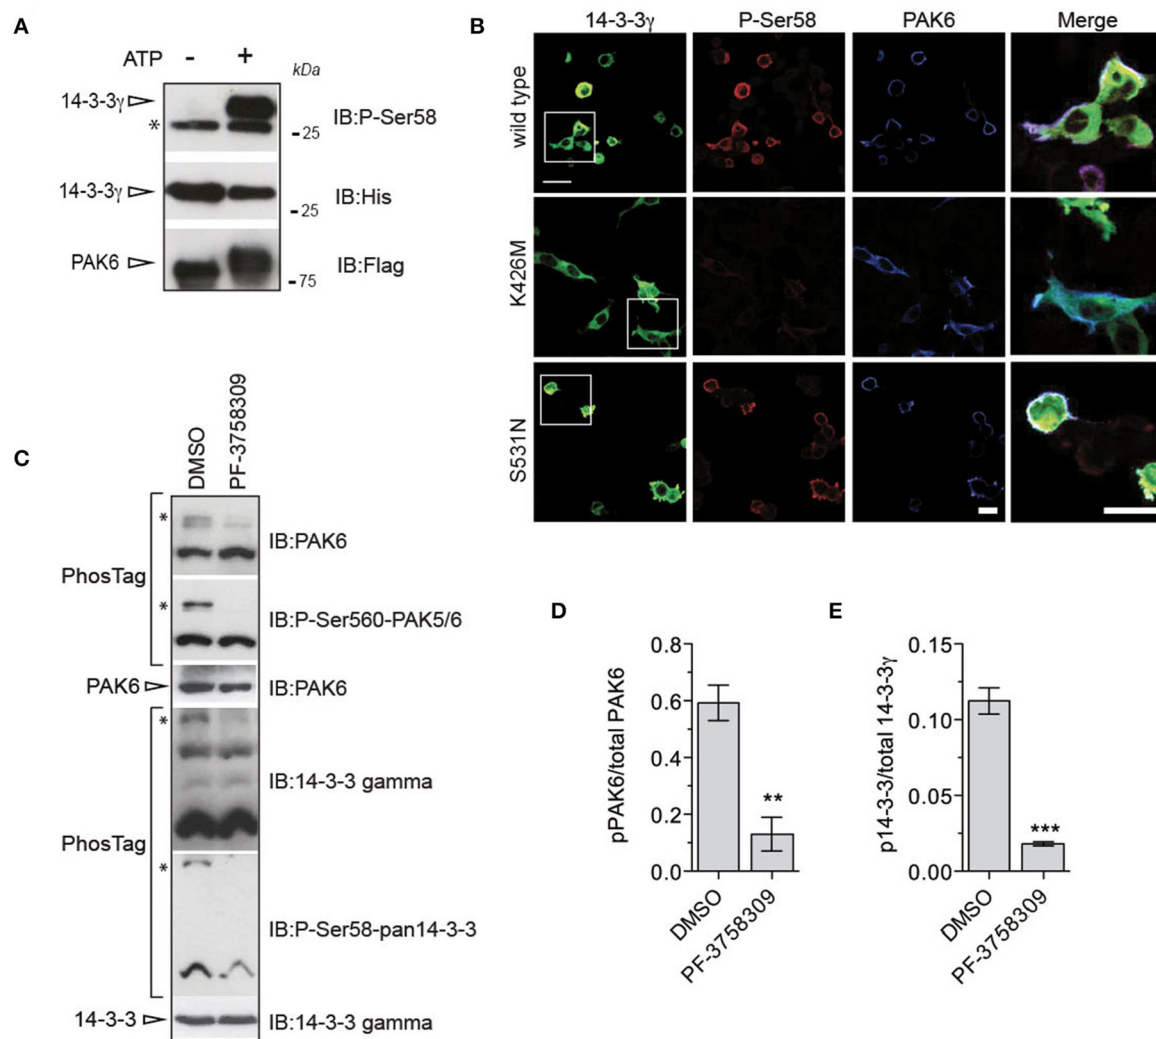 A
ATP - +
kDa
14-3-3γ
IB:P-Ser58
*
-25
14-3-3γ
IB:His
-25
PAK6
IB:Flag
-75
B
14-3-3γ P-Ser58 PAK6 Merge
wild type
K426M
S531N
C
DMSO PF-3758309
PhosTag
*
IB:PAK6
*
IB:P-Ser560-PAK5/6
PAK6
IB:PAK6
PhosTag
*
IB:14-3-3 gamma
*
IB:P-Ser58-pan14-3-3
14-3-3
IB:14-3-3 gamma
D
pPAK6/total PAK6
0.8
0.6
0.4
0.2
0.0
**
DMSO
PF-3758309
E
p14-3-3/total 14-3-3γ
0.15
0.10
0.05
0.00
***
DMSO
PF-3758309